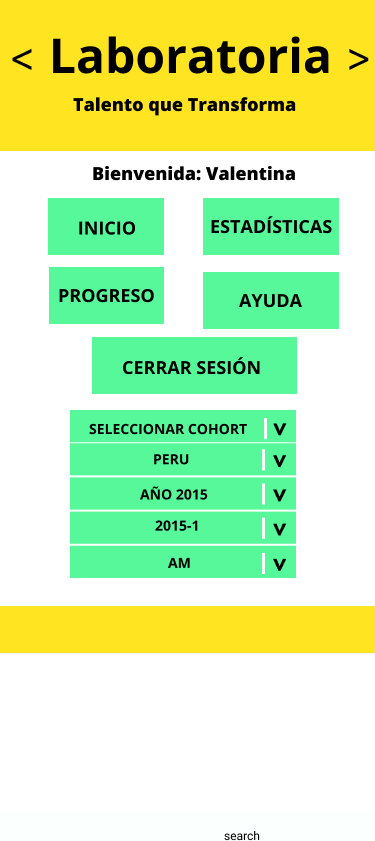 < Laboratoria >
Talento que Transforma
Bienvenida: Valentina
INICIO
ESTADÍSTICAS
PROGRESO
AYUDA
CERRAR SESIÓN
SELECCIONAR COHORT V
PERU V
AÑO 2015 V
2015-1 V
AM V
search